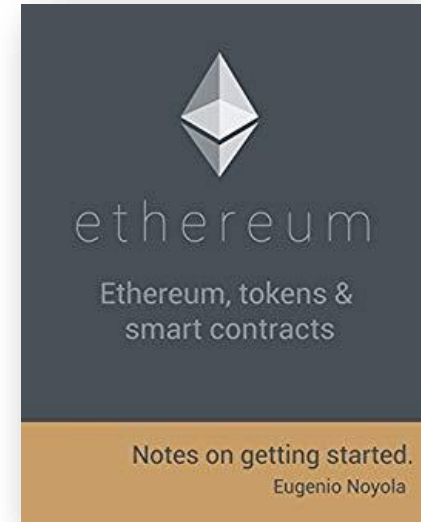 ethereum
Ethereum, tokens &
smart contracts
Notes on getting started.
Eugenio Noyola